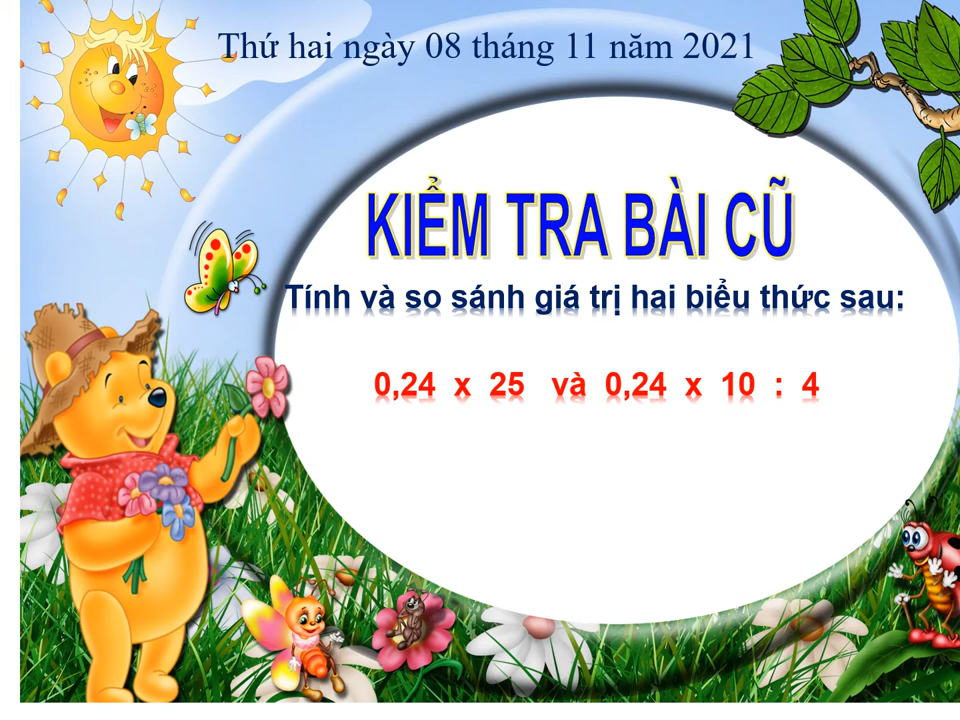 Thứ hai ngày 08 tháng 11 năm 2021
KIỂM TRA BÀI CŨ
Tính và so sánh giá trị hai biểu thức sau:
0,24 x 25 và 0,24 x 10 : 4